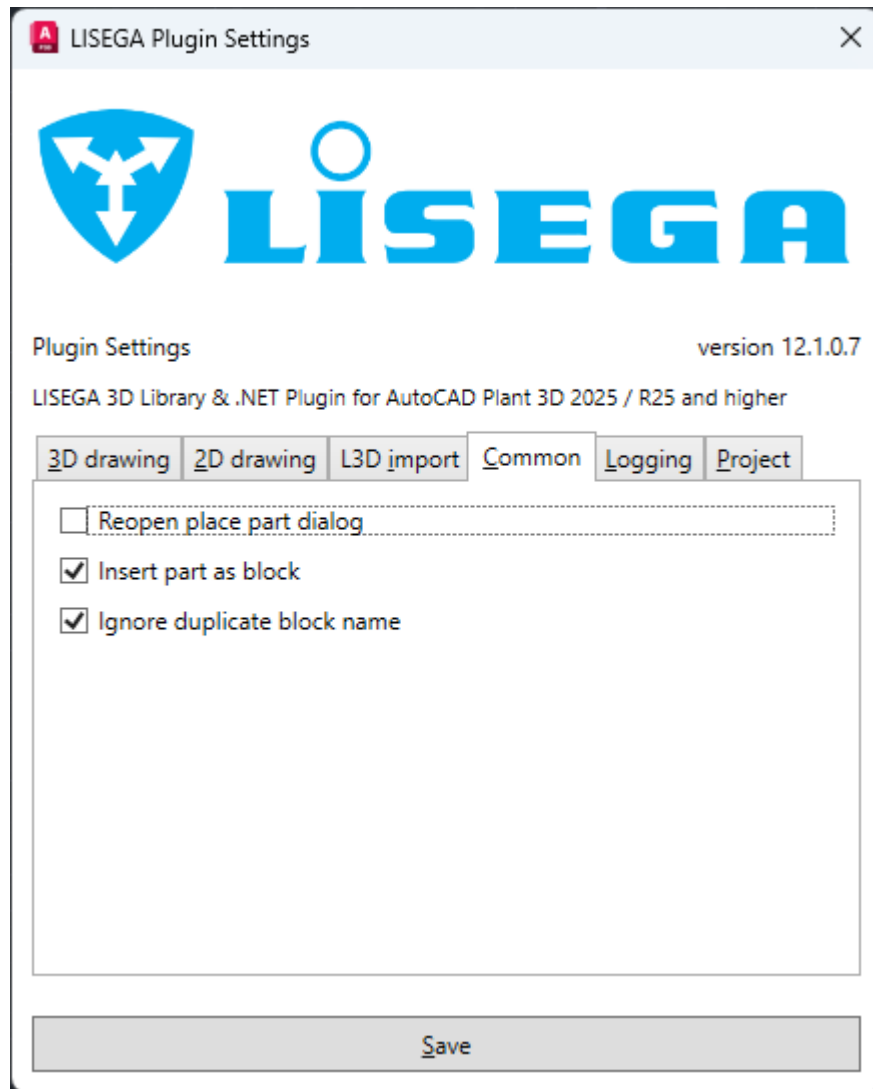 LISEGA Plugin Settings
LISEGA
Plugin Settings
version 12.1.0.7
LISEGA 3D Library & .NET Plugin for AutoCAD Plant 3D 2025 / R25 and higher
3D drawing 2D drawing L3D import Common Logging Project
Reopen place part dialog
Insert part as block
Ignore duplicate block name
Save